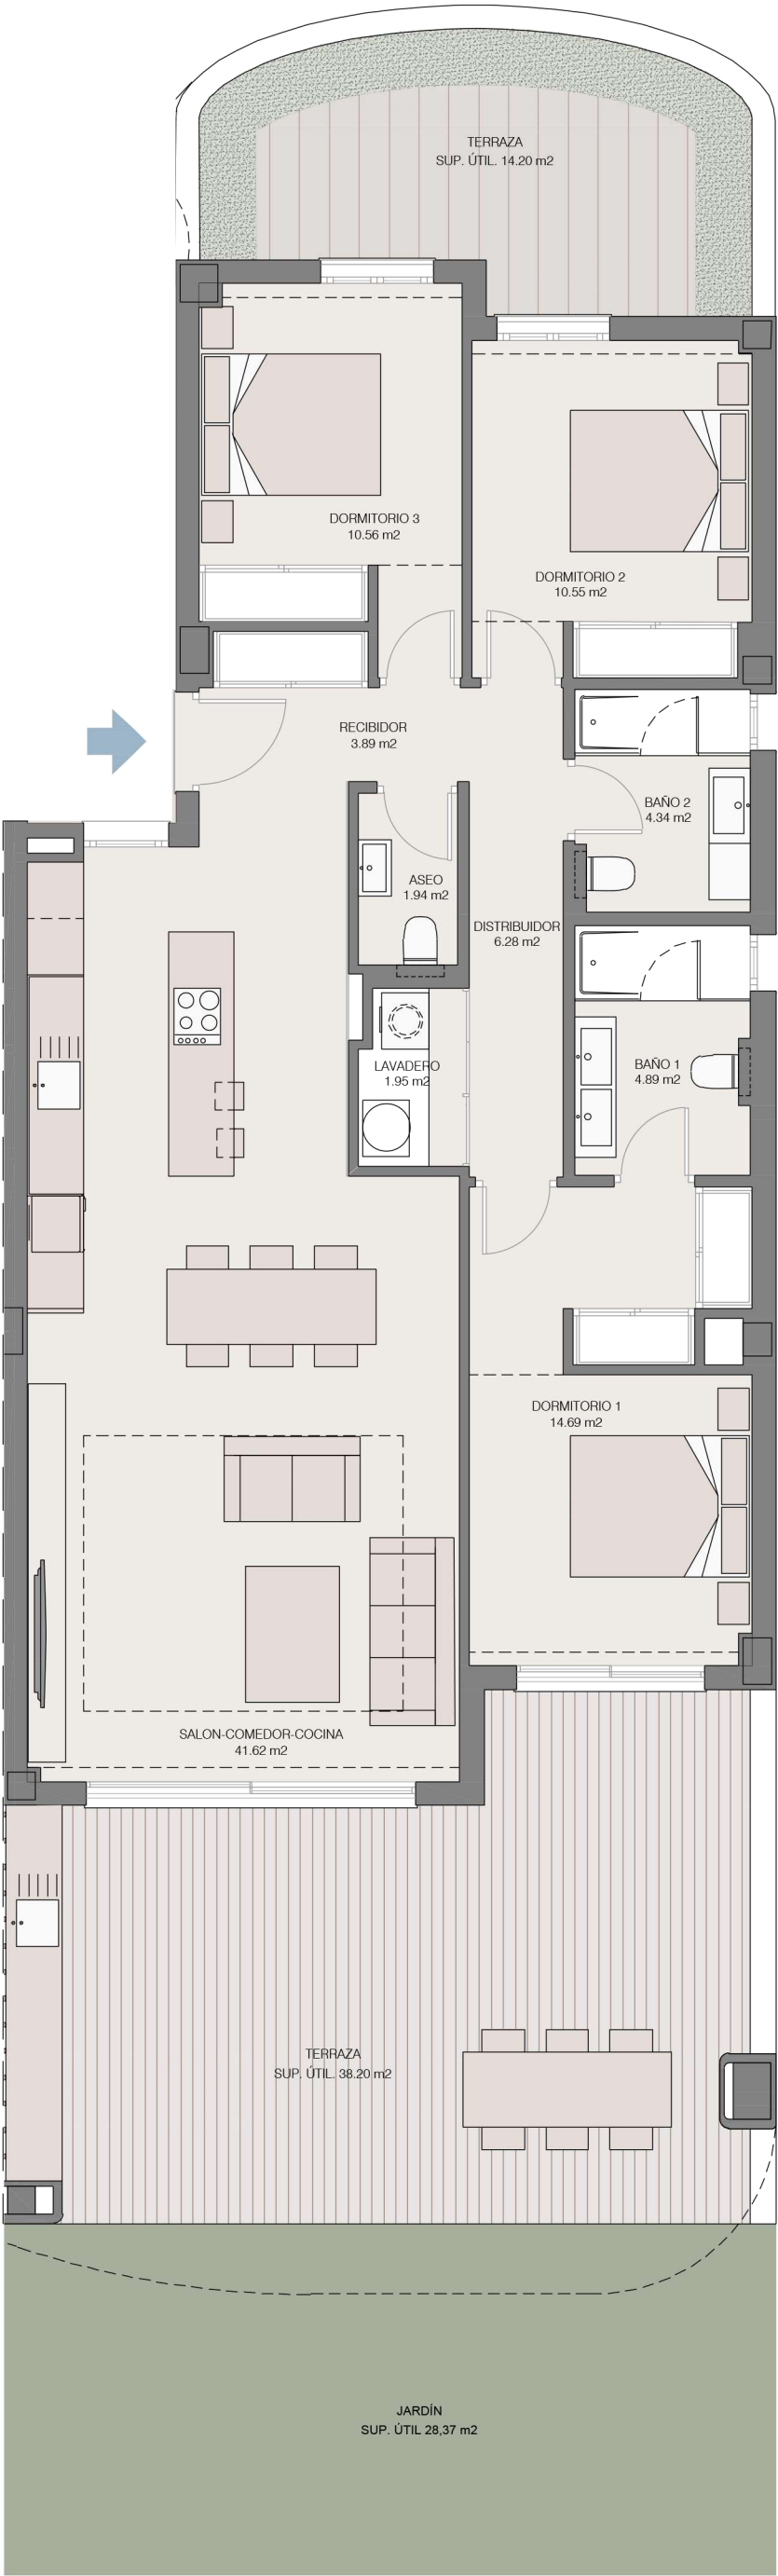 TERRAZA
SUP. ÚTIL. 14.20 m2
DORMITORIO 3
10.56 m2
DORMITORIO 2
10.55 m2
RECIBIDOR
3.89 m2
BAÑO 2
4.34 m2
ASEO
1.94 m2
DISTRIBUIDOR
6.28 m2
LAVADERO
1.95 m2
BAÑO 1
4.89 m2
DORMITORIO 1
14.69 m2
SALON-COMEDOR-COCINA
41.62 m2
TERRAZA
SUP. ÚTIL. 38.20 m2
JARDÍN
SUP. ÚTIL 28,37 m2